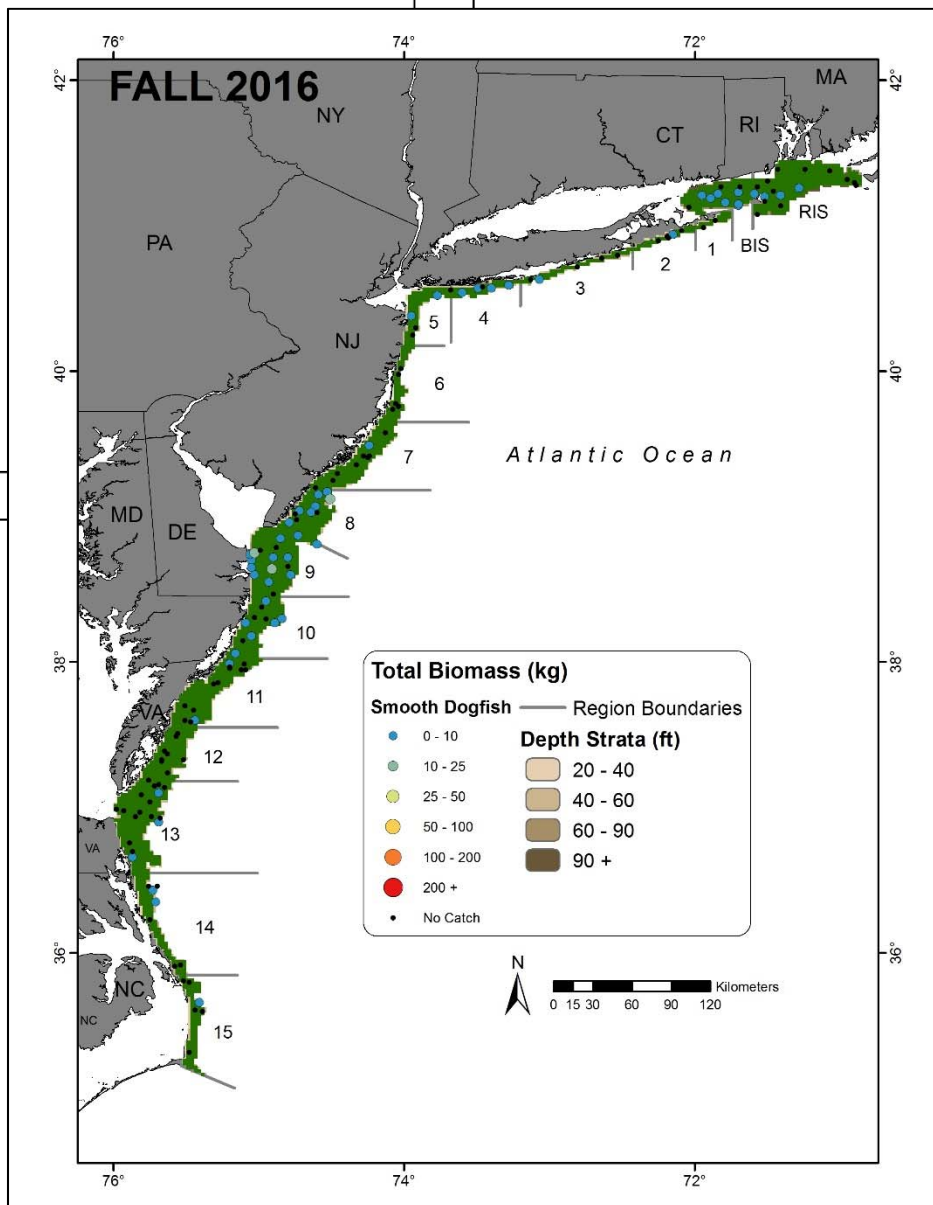 76° 74° 72°
42° 42°
FALL 2016
MA
NY
CT
RI
RIS
PA
BIS
1
2
3
4
5
NJ
40° 40°
6
Atlantic Ocean
7
MD
DE
8
9
10
38° 38°
11
VA
12
13
VA
14
NC
NC
15
36° 36°
Total Biomass (kg)
Smooth Dogfish
0 - 10
10 - 25
25 - 50
50 - 100
100 - 200
200 +
No Catch
Region Boundaries
Depth Strata (ft)
20 - 40
40 - 60
60 - 90
90 +
N
Kilometers
0 15 30 60 90 120
76° 74° 72°